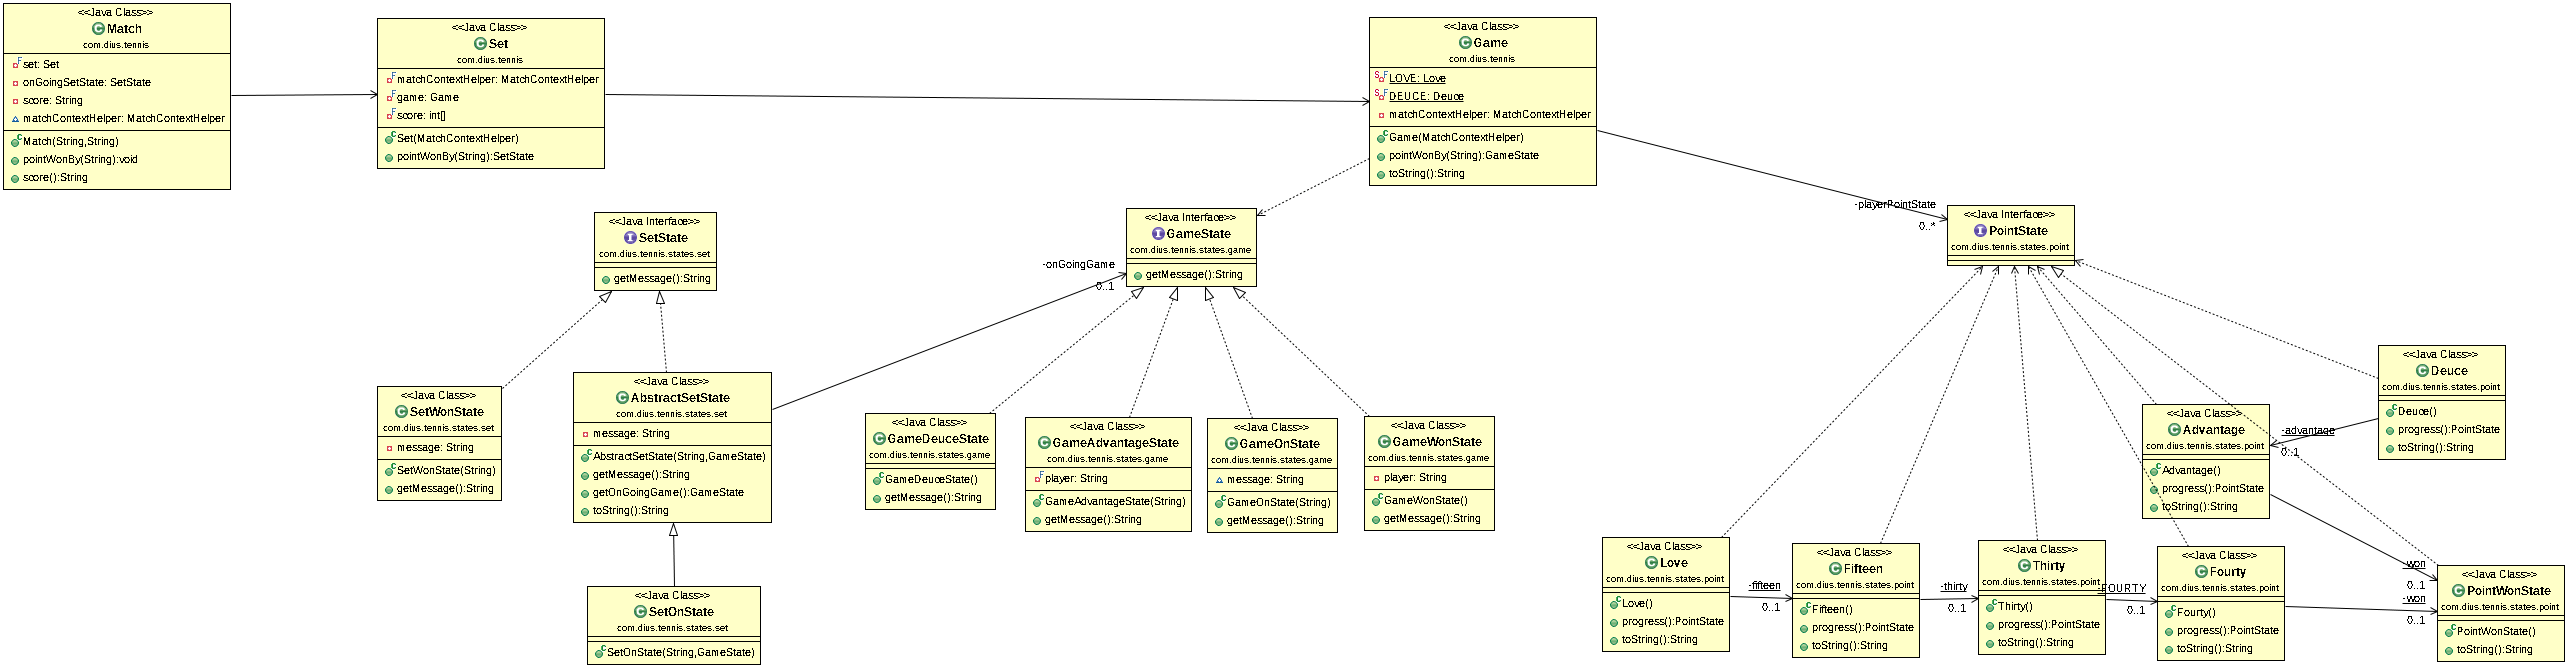 <<Java Class>>
Match
com.dius.tennis
set: Set
onGoingSetState: SetState
score: String
matchContextHelper: MatchContextHelper
Match(String,String)
pointWonBy(String):void
score():String
<<Java Class>>
Set
com.dius.tennis
matchContextHelper: MatchContextHelper
game: Game
score: int[]
Set(MatchContextHelper)
pointWonBy(String):SetState
<<Java Class>>
Game
com.dius.tennis
LOVE: Love
DEUCE: Deuce
matchContextHelper: MatchContextHelper
Game(MatchContextHelper)
pointWonBy(String):GameState
toString():String
<<Java Interface>>
SetState
com.dius.tennis.states.set
getMessage():String
<<Java Interface>>
GameState
com.dius.tennis.states.game
getMessage():String
-onGoingGame
0..1
-playerPointState
0..*
<<Java Interface>>
PointState
com.dius.tennis.states.point
<<Java Class>>
SetWonState
com.dius.tennis.states.set
message: String
SetWonState(String)
getMessage():String
<<Java Class>>
AbstractSetState
com.dius.tennis.states.set
message: String
AbstractSetState(String,GameState)
getMessage():String
getOnGoingGame():GameState
toString():String
<<Java Class>>
GameDeuceState
com.dius.tennis.states.game
GameDeuceState()
getMessage():String
<<Java Class>>
GameAdvantageState
com.dius.tennis.states.game
player: String
GameAdvantageState(String)
getMessage():String
<<Java Class>>
GameOnState
com.dius.tennis.states.game
message: String
GameOnState(String)
getMessage():String
<<Java Class>>
GameWonState
com.dius.tennis.states.game
player: String
GameWonState()
getMessage():String
<<Java Class>>
Deuce
com.dius.tennis.states.point
Deuce()
progress():PointState
toString():String
<<Java Class>>
Advantage
com.dius.tennis.states.point
Advantage()
progress():PointState
toString():String
-advantage
0..1
<<Java Class>>
SetOnState
com.dius.tennis.states.set
SetOnState(String,GameState)
<<Java Class>>
Love
com.dius.tennis.states.point
Love()
progress():PointState
toString():String
-fifteen
0..1
<<Java Class>>
Fifteen
com.dius.tennis.states.point
Fifteen()
progress():PointState
toString():String
-thirty
0..1
<<Java Class>>
Thirty
com.dius.tennis.states.point
Thirty()
progress():PointState
toString():String
-FOURTY
0..1
<<Java Class>>
Fourty
com.dius.tennis.states.point
Fourty()
progress():PointState
toString():String
-won
0..1
-won
0..1
<<Java Class>>
PointWonState
com.dius.tennis.states.point
PointWonState()
toString():String